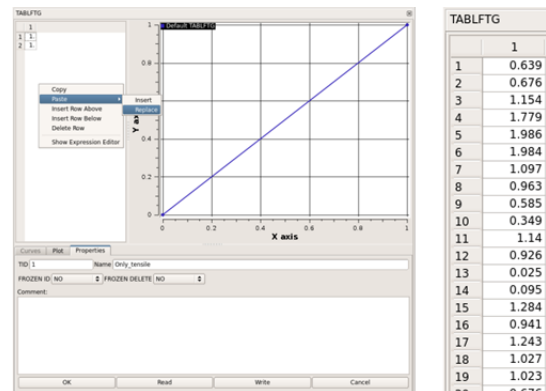 TABLFTG
1
1 1.
2 1.
Copy
Paste
Insert Row Above
Insert Row Below
Delete Row
Show Expression Editor
Insert
Replace
Default TABLFTG
1
0.8
0.4
0.2
0
0 0.2 0.4 0.6 0.8 1
X axis
Curves Plot Properties
TID 1 Name Only_tensile
FROZEN ID NO FROZEN DELETE NO
Comment:
OK Read Write Cancel
TABLFTG
1
1 0.639
2 0.676
3 1.154
4 1.779
5 1.986
6 1.984
7 1.097
8 0.963
9 0.585
10 0.349
11 1.14
12 0.926
13 0.025
14 0.095
15 1.284
16 0.941
17 1.243
18 1.027
19 1.023